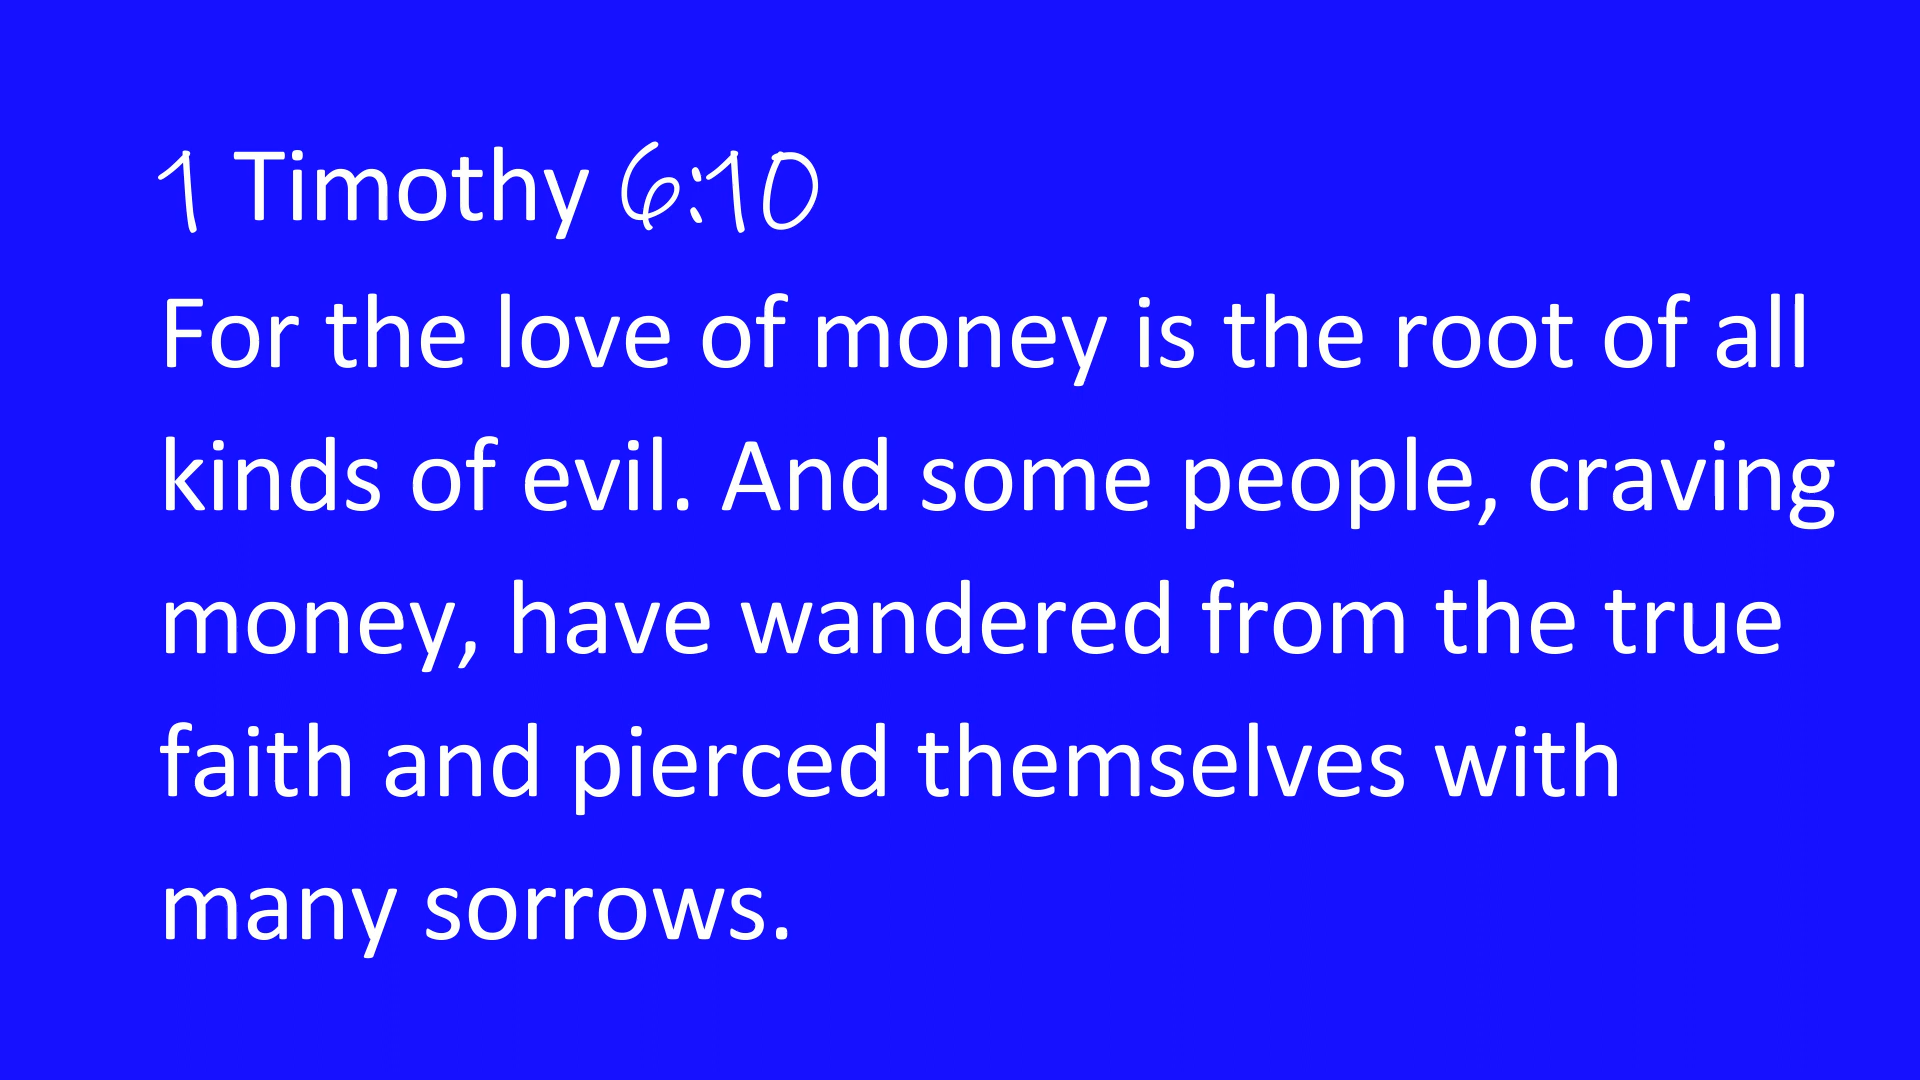 1 Timothy 6:10
For the love of money is the root of all
kinds of evil. And some people, craving
money, have wandered from the true
faith and pierced themselves with
many sorrows.